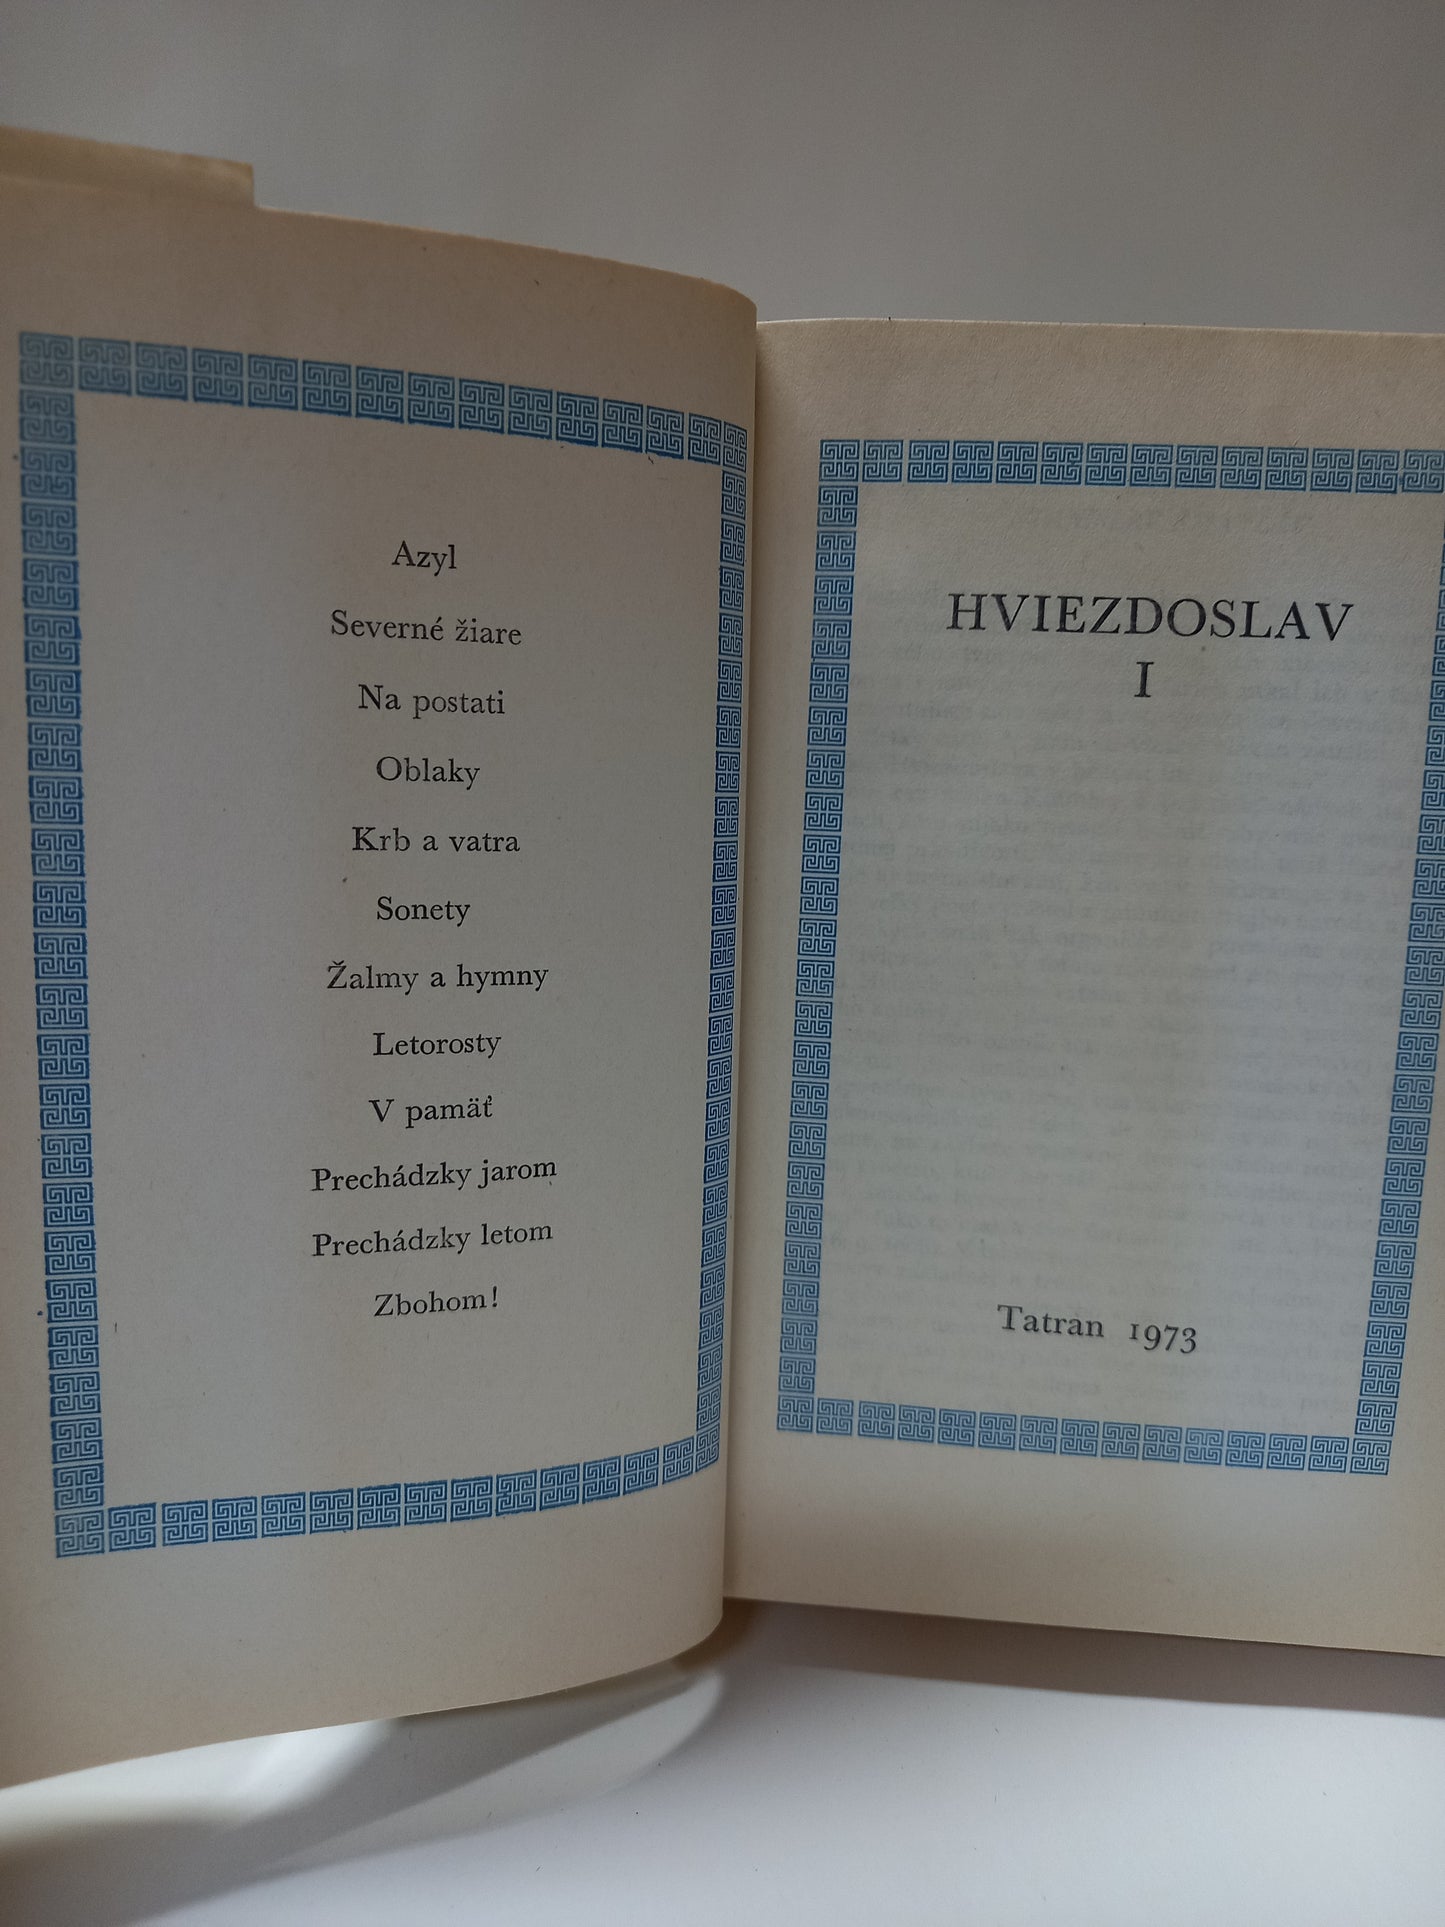 Azyl
Severné žiare
Na postati
Oblaky
Krb a vatra
Sonety
Žalmy a hymny
Letorosty
V pamäť
Prechádzky jarom
Prechádzky letom
Zbohom!
HVIEZDOSLAV
I
Tatran 1973